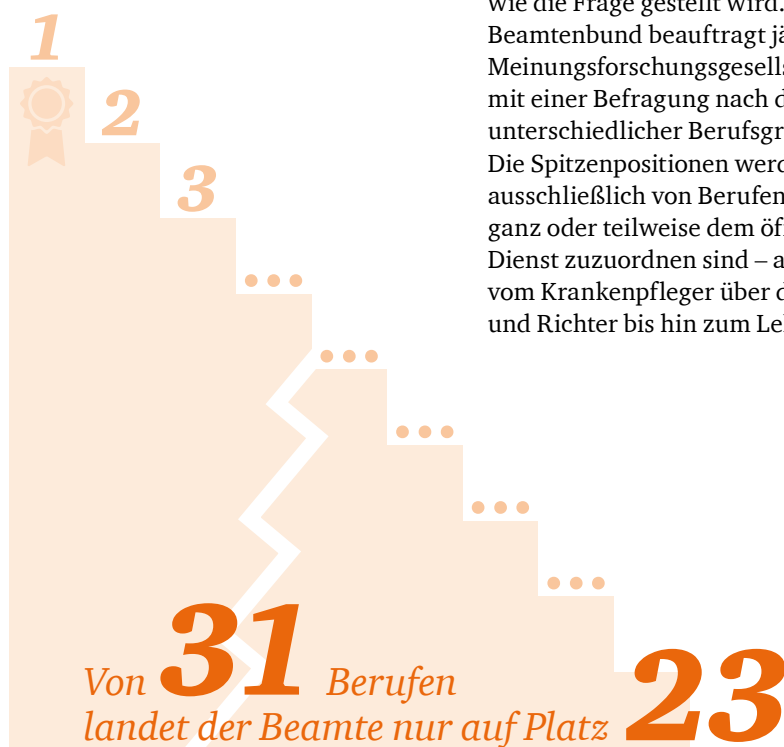 wie die Frage gestellt wird.
Beamtenbund beauftragt
Meinungsforschungsgesells
mit einer Befragung nach
unterschiedlicher Berufsgr
Die Spitzenpositionen
ausschließlich von Berufen
ganz oder teilweise dem
Dienst zuzuordnen sind –
vom Krankenpfleger über
und Richter bis hin zum
1
2
3
...
...
...
...
...
Von 31 Berufen
landet der Beamte nur auf Platz 23